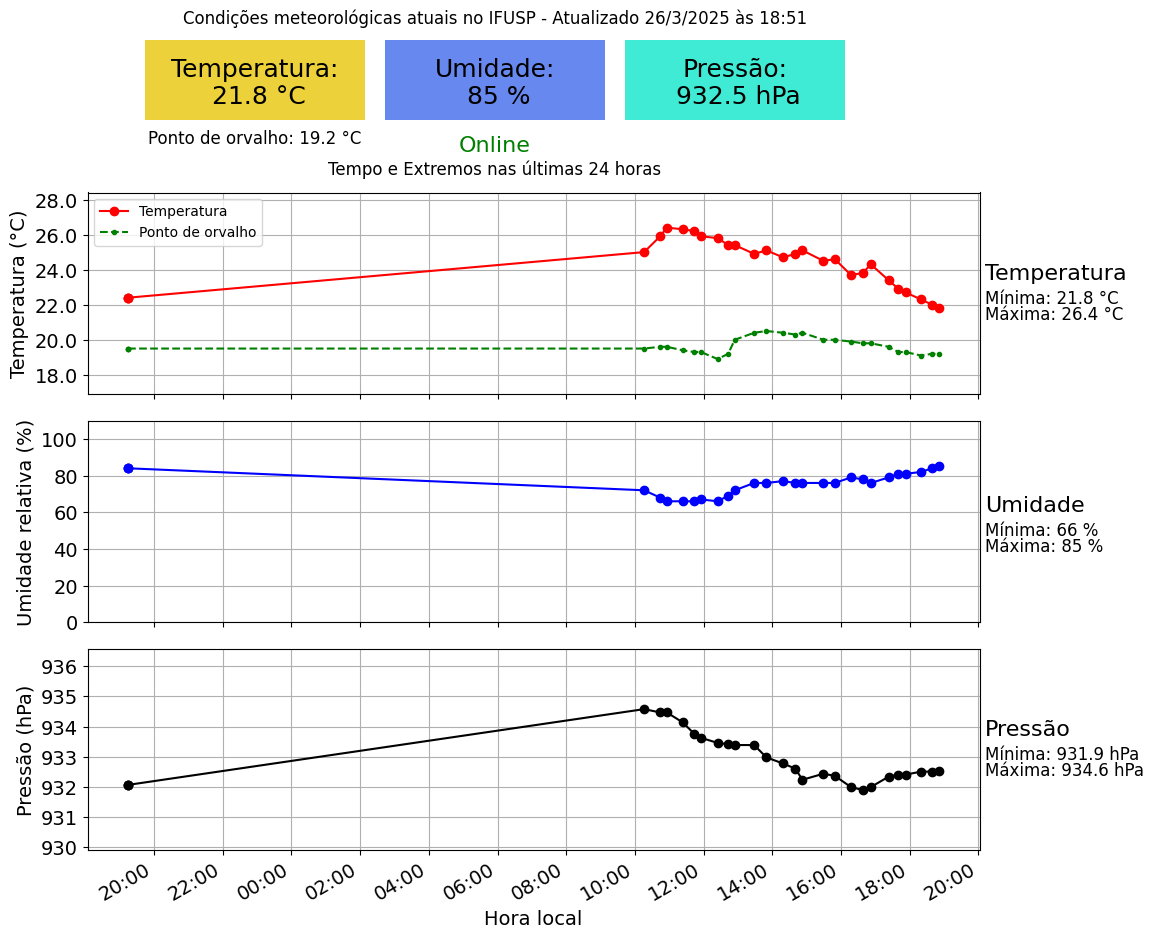 Condições meteorológicas atuais no IFUSP - Atualizado 26/3/2025 às 18:51
Temperatura:
21.8 °C
Umidade:
85 %
Pressão:
932.5 hPa
Ponto de orvalho: 19.2 °C
Online
Tempo e Extremos nas últimas 24 horas
Temperatura (°C)
28.0
26.0
24.0
22.0
20.0
18.0
Temperatura
Ponto de orvalho
Temperatura
Mínima: 21.8 °C
Máxima: 26.4 °C
Umidade relativa (%)
100
80
60
40
20
0
Umidade
Mínima: 66 %
Máxima: 85 %
Pressão (hPa)
936
935
934
933
932
931
930
Pressão
Mínima: 931.9 hPa
Máxima: 934.6 hPa
20:00
22:00
00:00
02:00
04:00
06:00
08:00
10:00
12:00
14:00
16:00
18:00
20:00
Hora local